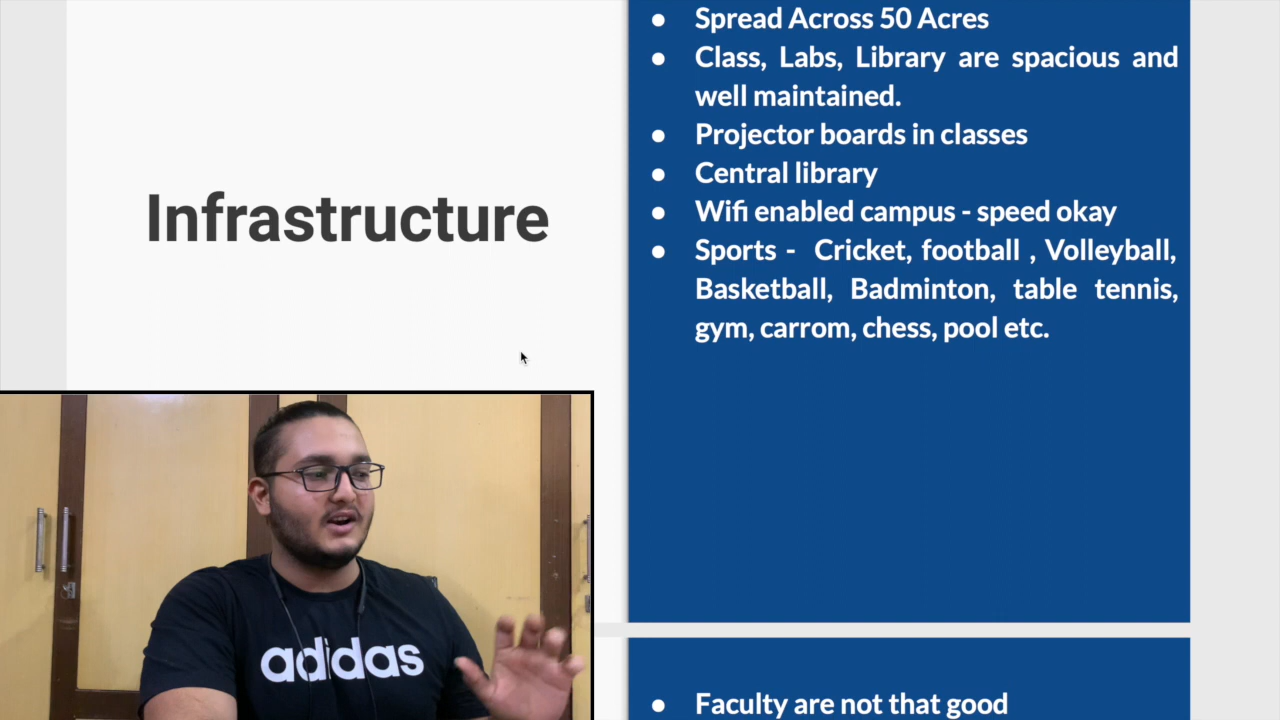 Infrastructure
● Spread Across 50 Acres
● Class, Labs, Library are spacious and
well maintained.
● Projector boards in classes
● Central library
● Wifi enabled campus - speed okay
● Sports - Cricket, football , Volleyball,
Basketball, Badminton, table tennis,
gym, carrom, chess, pool etc.
● Faculty are not that good
adidas